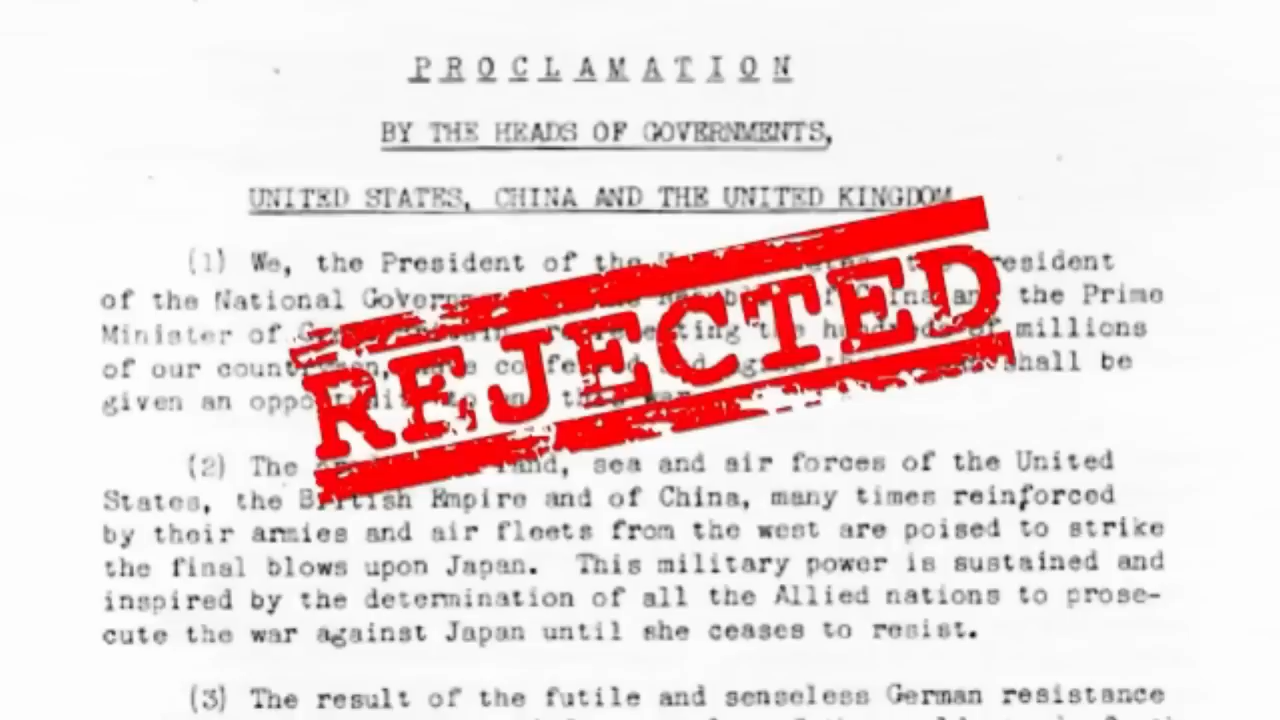 PROCLAMATION
BY THE HEADS OF GOVERNMENTS,
UNITED STATES, CHINA AND THE UNITED KINGDOM
(1) We, the President of the President
of the National and the Prime
Minister of the hundreds of millions
of our shall be
given an
REJECTED
(2) The land, sea and air forces of the United
States, the British Empire and of China, many times reinforced
by their armies and air fleets from the west are poised to strike
the final blows upon Japan. This military power is sustained and
inspired by the determination of all the Allied nations to prose-
cute the war against Japan until she ceases to resist.
(3) The result of the futile and senseless German resistance